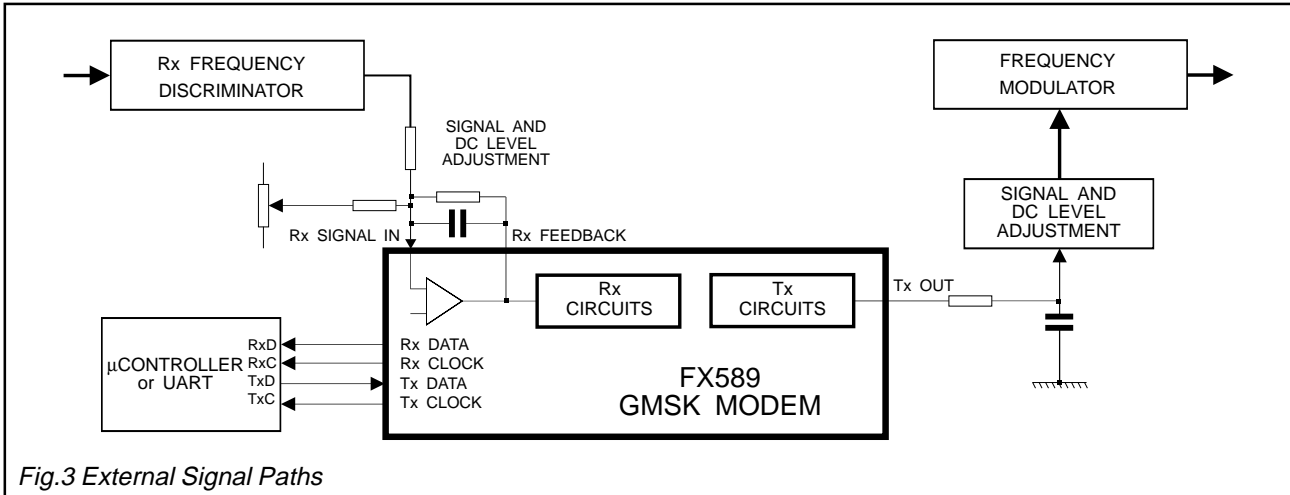 Rx FREQUENCY
DISCRIMINATOR
FREQUENCY
MODULATOR
SIGNAL AND
DC LEVEL
ADJUSTMENT
SIGNAL AND
DC LEVEL
ADJUSTMENT
Rx SIGNAL IN
Rx FEEDBACK
Rx
CIRCUITS
Tx
CIRCUITS
Tx OUT
µCONTROLLER
or UART
RxD
RxC
TxD
TxC
Rx DATA
Rx CLOCK
Tx DATA
Tx CLOCK
FX589
GMSK MODEM
Fig.3 External Signal Paths